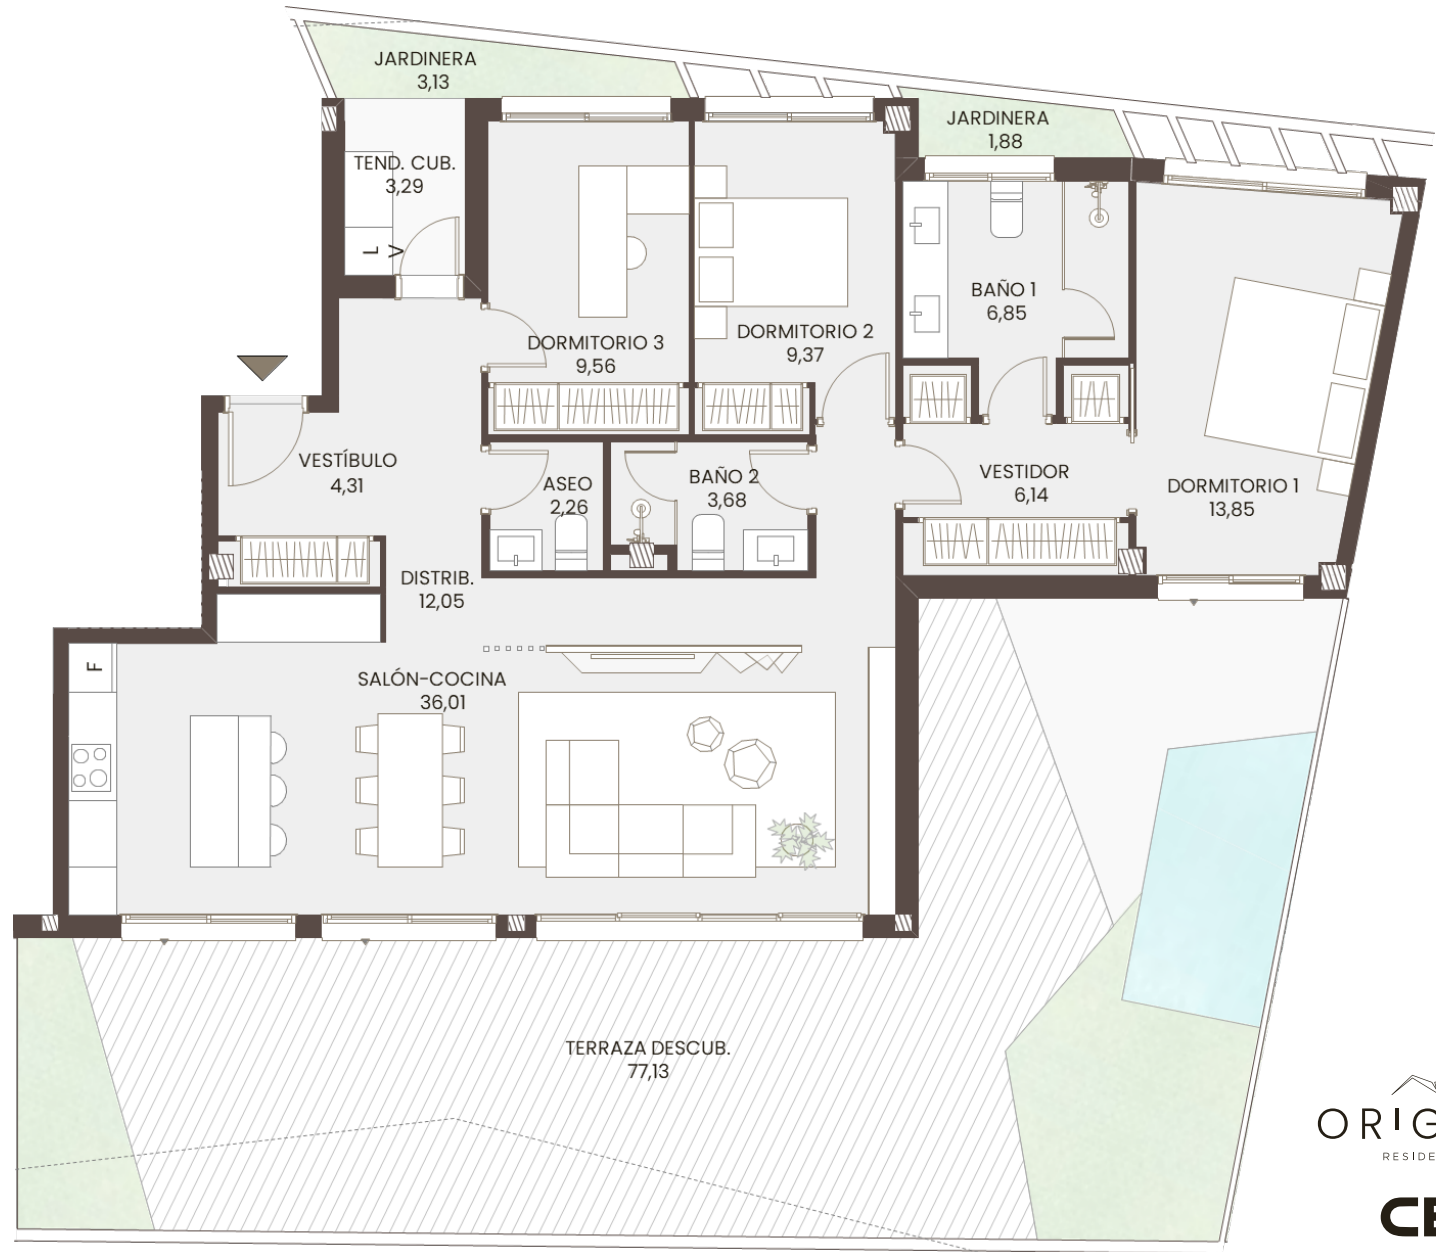 JARDINERA
3,13
JARDINERA
1,88
TEND. CUB.
3,29
L
V
BAÑO 1
6,85
DORMITORIO 3
9,56
DORMITORIO 2
9,37
VESTÍBULO
4,31
ASEO
2,26
BAÑO 2
3,68
VESTIDOR
6,14
DORMITORIO 1
13,85
DISTRIB.
12,05
F
SALÓN-COCINA
36,01
TERRAZA DESCUB.
77,13
ORIG
RESIDE
CE